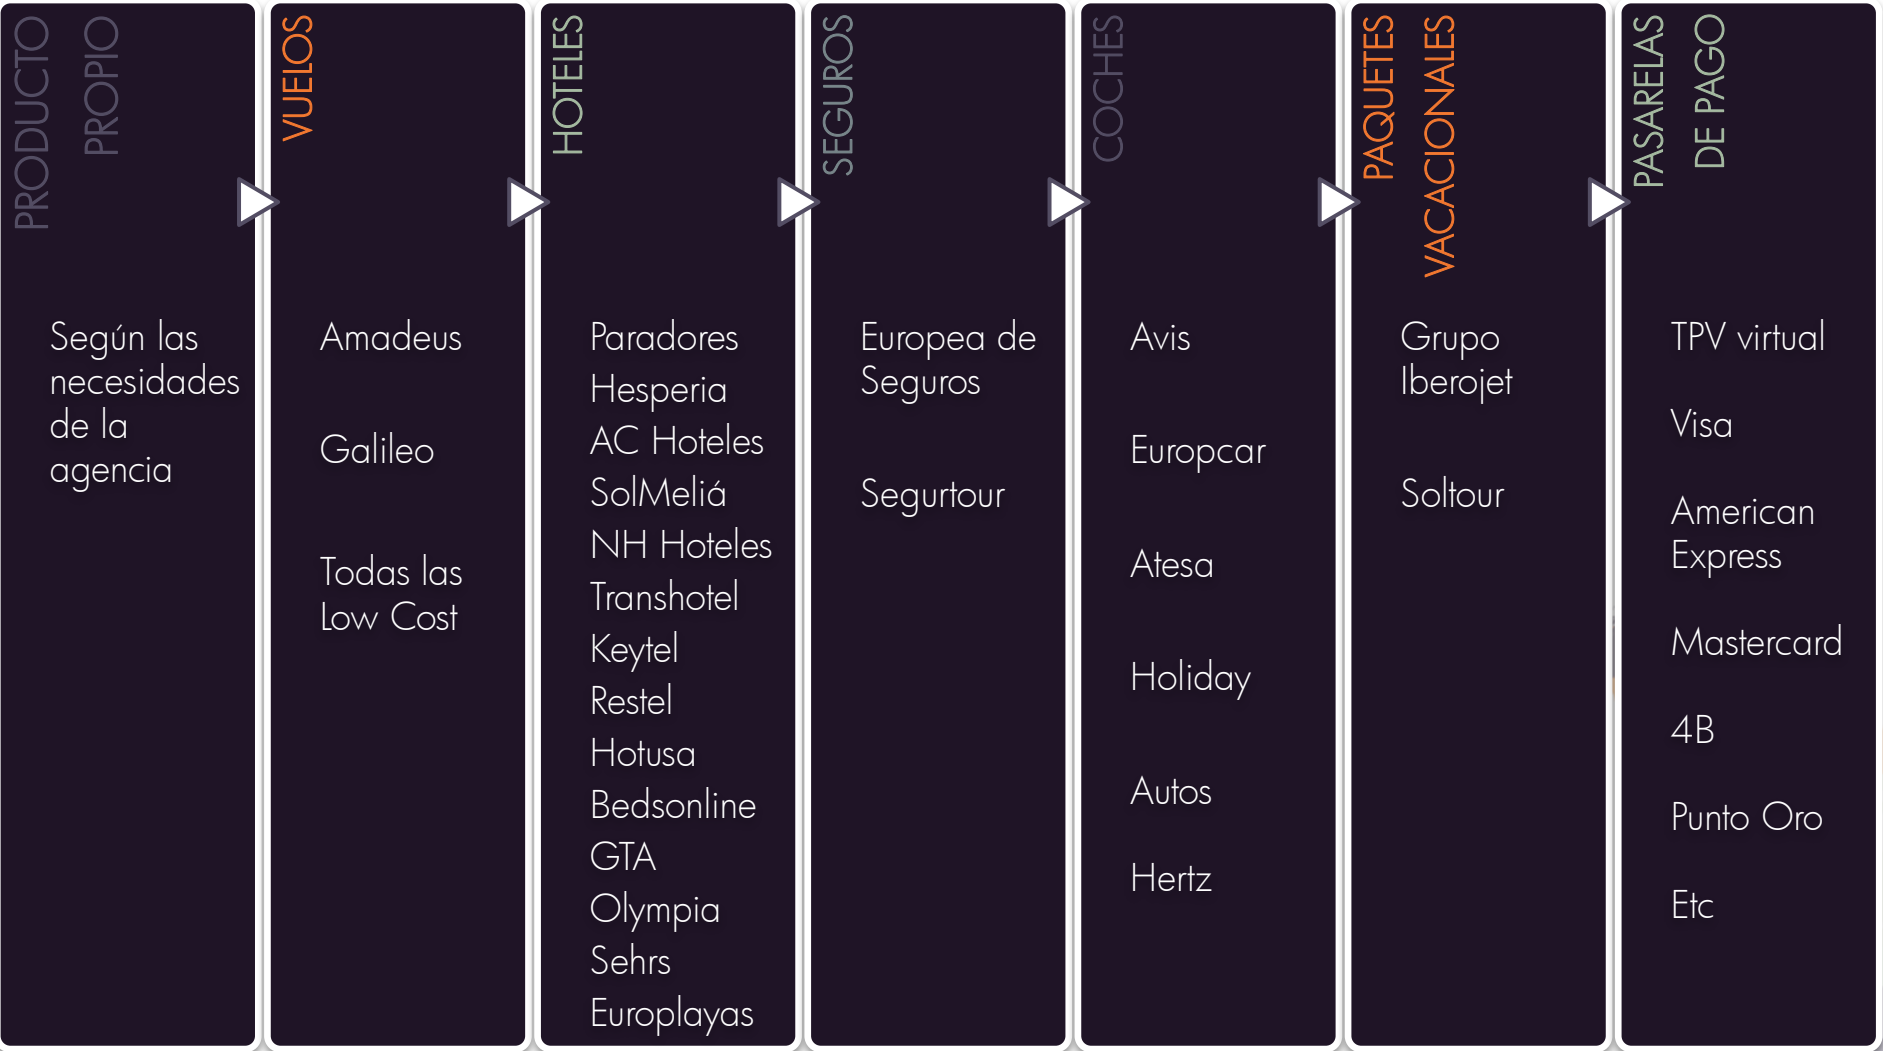 PRODUCTO
PROPIO
Según las
necesidades
de la
agencia
VUELOS
Amadeus
Galileo
Todas las
Low Cost
HOTELES
Paradores
Hesperia
AC Hoteles
SolMeliá
NH Hoteles
Transhotel
Keytel
Restel
Hotusa
Bedsonline
GTA
Olympia
Sehrs
Europlayas
SEGUROS
Europea de
Seguros
Segurtour
COCHES
Avis
Europcar
Atesa
Holiday
Autos
Hertz
PAQUETES
VACACIONALES
Grupo
Iberojet
Soltour
PASARELAS
DE PAGO
TPV virtual
Visa
American
Express
Mastercard
4B
Punto Oro
Etc